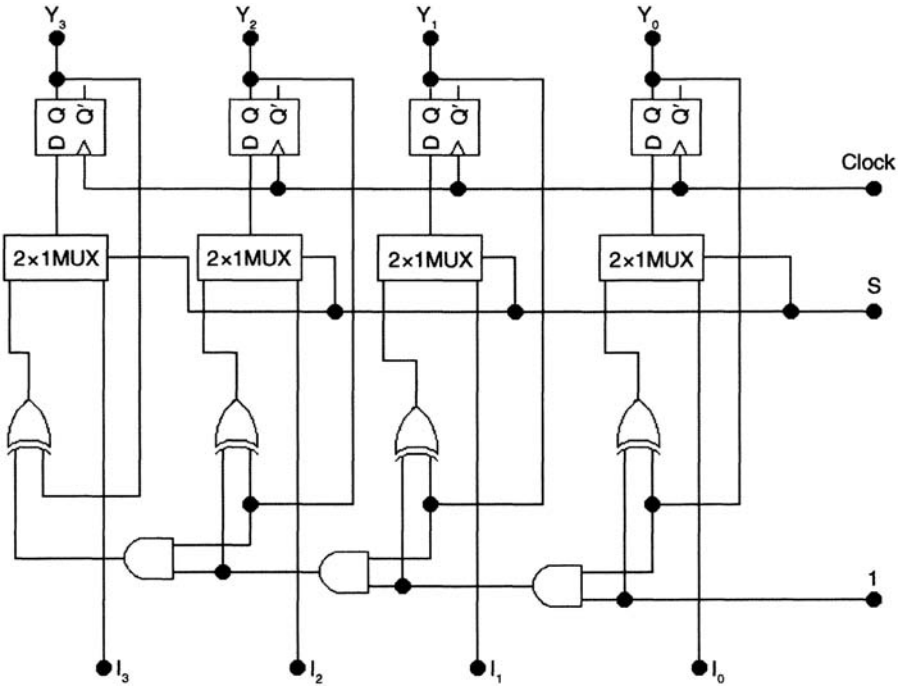 Y₃ Y₂ Y₁ Y₀
D Q Q' D Q Q' D Q Q' D Q Q'
Clock
2×1MUX 2×1MUX 2×1MUX 2×1MUX
S
1
I₃ I₂ I₁ I₀